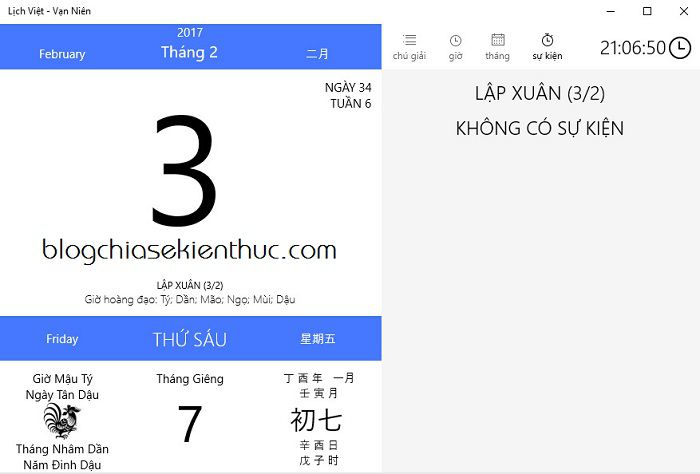 Lịch Việt - Vạn Niên
2017
February
Tháng 2
二月
NGÀY 34
TUẦN 6
3
blogchiasekienthuc.com
LẬP XUÂN (3/2)
Giờ hoàng đạo: Tý; Dần; Mão; Ngọ; Mùi; Dậu
Friday
THỨ SÁU
星期五
Giờ Mậu Tý
Ngày Tân Dậu
Tháng Nhâm Dần
Năm Đinh Dậu
Tháng Giêng
7
丁酉年 一月
壬寅月
初七
辛酉日
戊子时
chú giải
giờ
tháng
sự kiện
21:06:50
LẬP XUÂN (3/2)
KHÔNG CÓ SỰ KIỆN